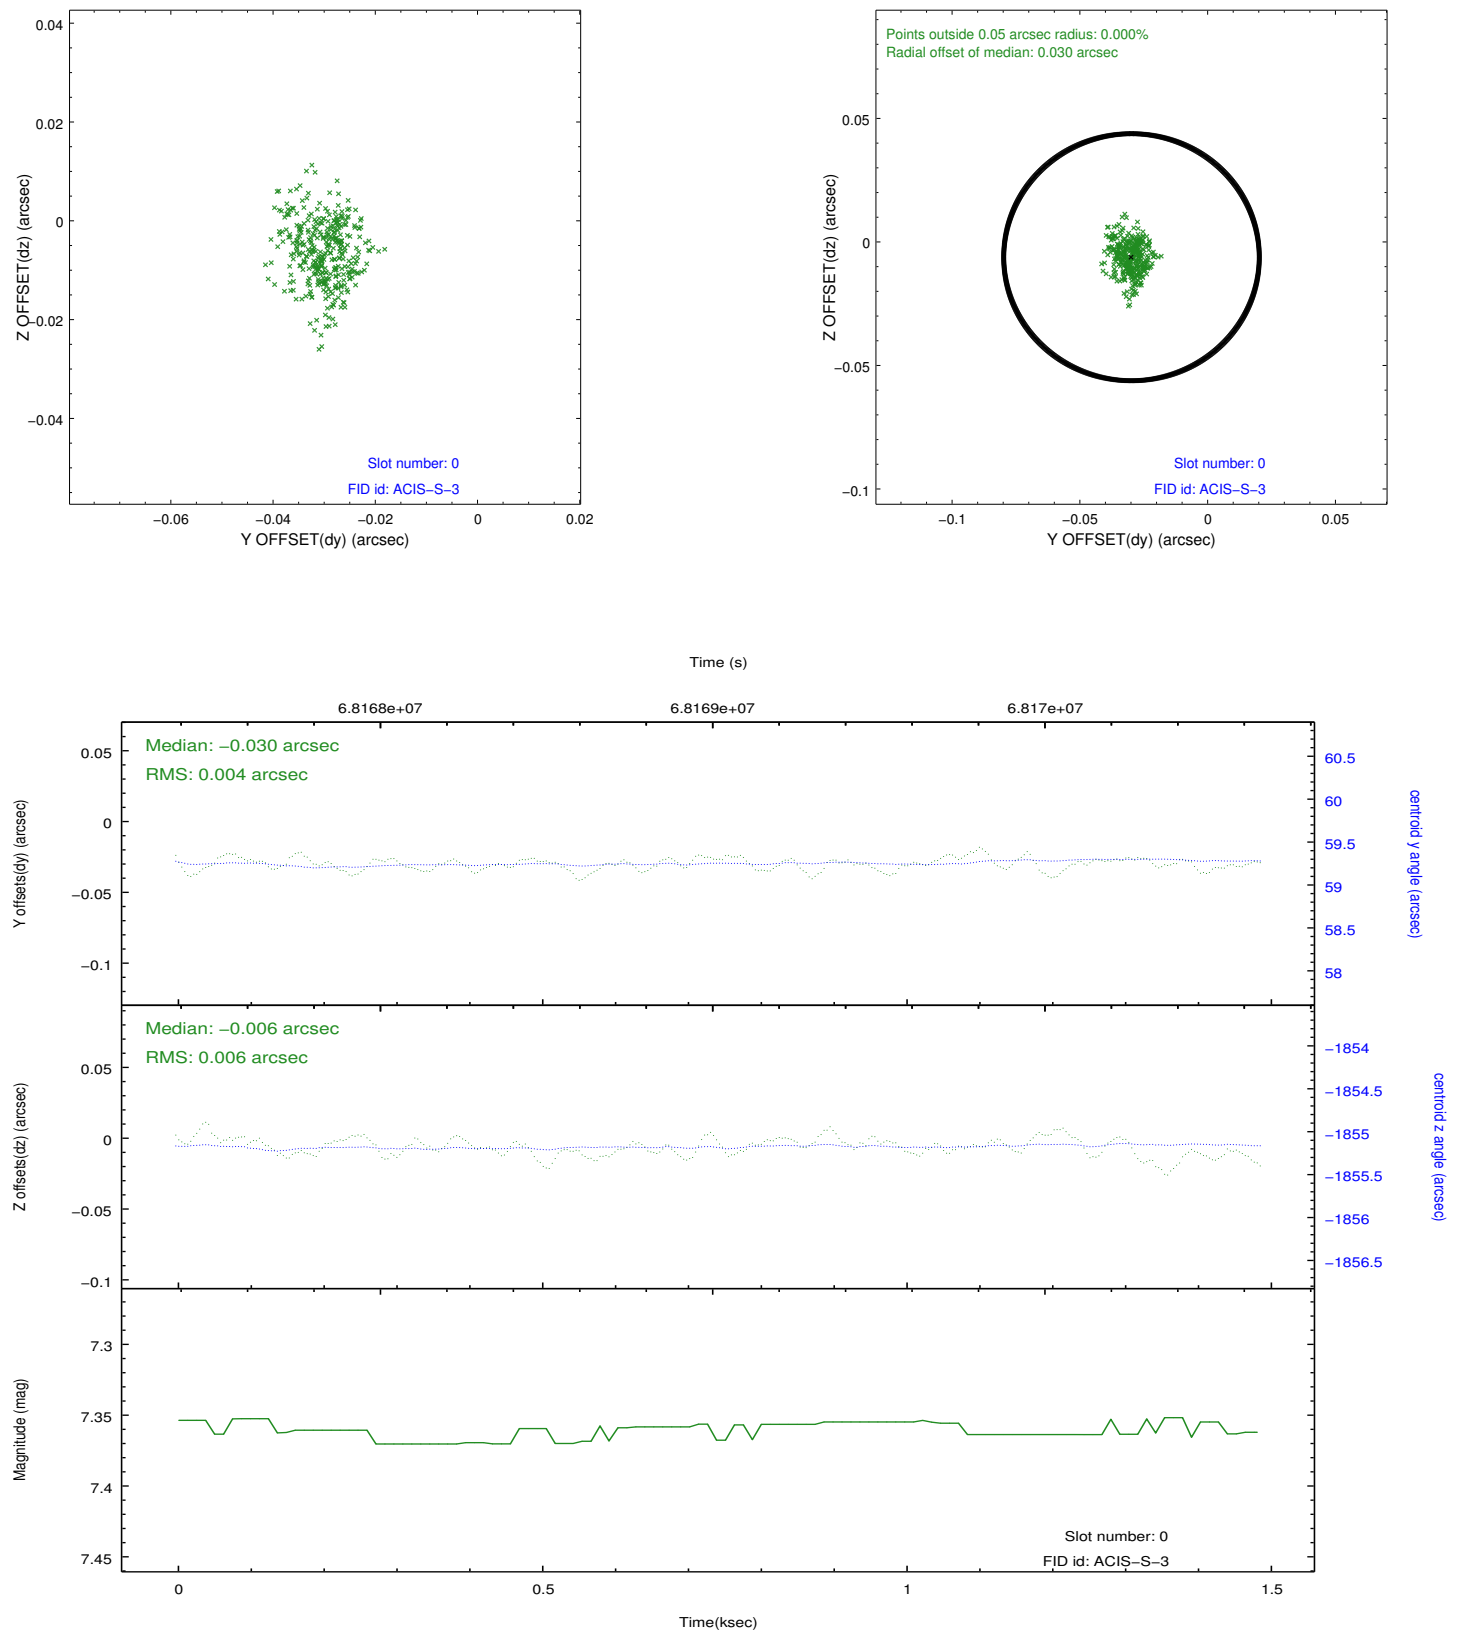 0.04
0.02
0
−0.02
−0.04
Z OFFSET(dz) (arcsec)
Slot number: 0
FID id: ACIS−S−3
−0.06
−0.04
−0.02
0
0.02
Y OFFSET(dy) (arcsec)
Points outside 0.05 arcsec radius: 0.000%
Radial offset of median: 0.030 arcsec
0.05
0
−0.05
−0.1
Z OFFSET(dz) (arcsec)
Slot number: 0
FID id: ACIS−S−3
−0.1
−0.05
0
0.05
Y OFFSET(dy) (arcsec)
Time (s)
6.8168e+07
6.8169e+07
6.817e+07
Median: −0.030 arcsec
RMS: 0.004 arcsec
0.05
0
−0.05
−0.1
Y offsets(dy) (arcsec)
60.5
60
59.5
59
58.5
58
centroid y angle (arcsec)
Median: −0.006 arcsec
RMS: 0.006 arcsec
0.05
0
−0.05
−0.1
Z offsets(dz) (arcsec)
−1854
−1854.5
−1855
−1855.5
−1856
−1856.5
centroid z angle (arcsec)
7.3
7.35
7.4
7.45
Magnitude (mag)
Slot number: 0
FID id: ACIS−S−3
0
0.5
1
1.5
Time(ksec)